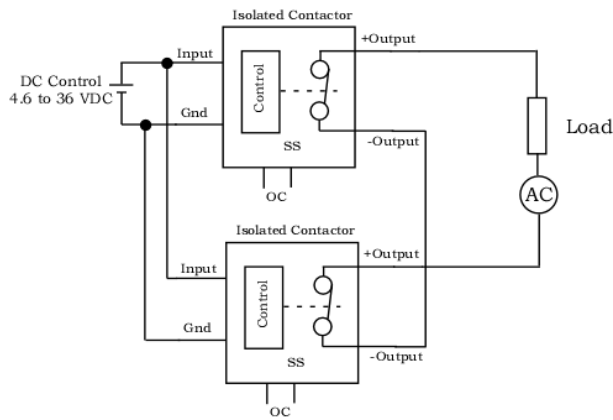 Isolated Contactor
+Output
Input
DC Control
4.6 to 36 VDC
Control
Gnd
Load
-Output
SS
OC
AC
Isolated Contactor
+Output
Input
Control
Gnd
-Output
SS
OC